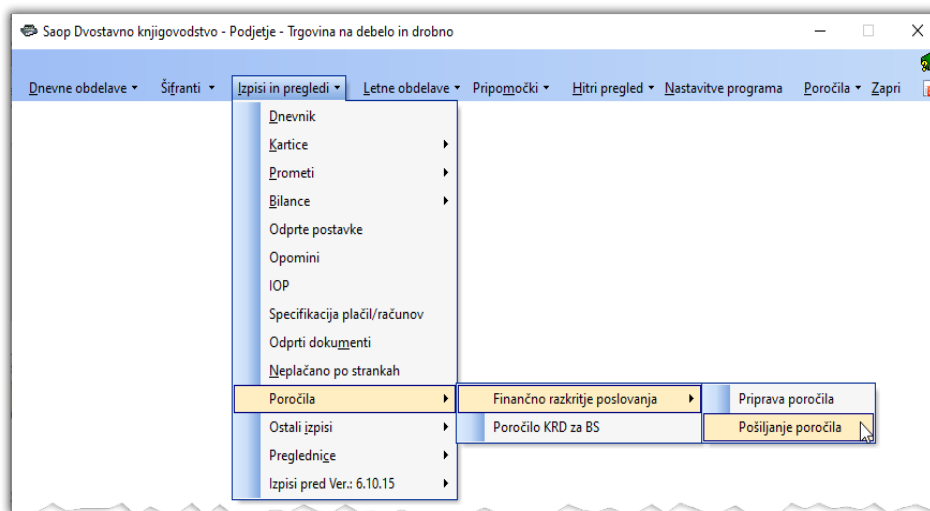 Saop Dvostavno knjigovodstvo - Podjetje - Trgovina na debelo in drobno
Dnevne obdelave Šifranti Izpisi in pregledi Letne obdelave Pripomočki Hitri pregled Nastavitve programa Poročila Zapri
Dnevnik
Kartice
Prometi
Bilance
Odprte postavke
Opomini
IOP
Specifikacija plačil/računov
Odprti dokumenti
Neplačano po strankah
Poročila Finančno razkritje poslovanja Priprava poročila
Ostali izpisi Poročilo KRD za BS Pošiljanje poročila
Preglednice
Izpisi pred Ver.: 6.10.15